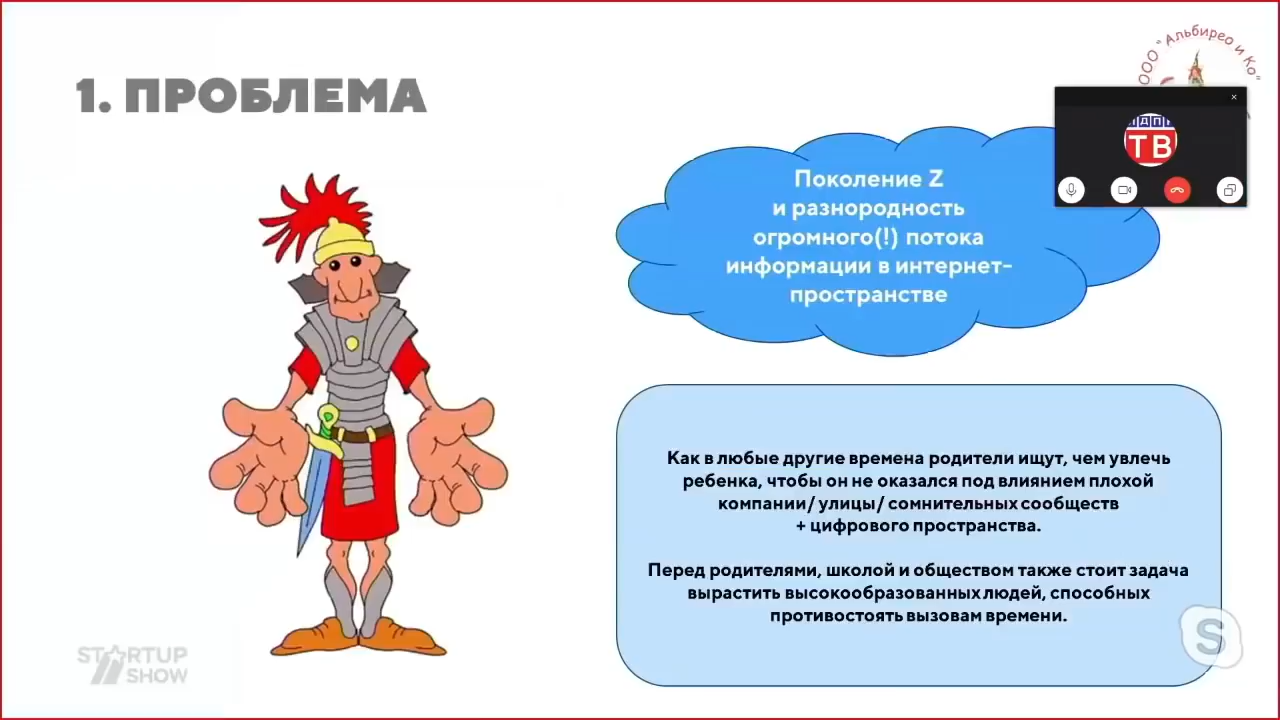 ООО "Альбирео и Ко"
1. ПРОБЛЕМА
ТВ
Поколение Z
и разнородность
огромного(!) потока
информации в интернет-
пространстве
Как в любые другие времена родители ищут, чем увлечь
ребенка, чтобы он не оказался под влиянием плохой
компании/ улицы/ сомнительных сообществ
+ цифрового пространства.
Перед родителями, школой и обществом также стоит задача
вырастить высокообразованных людей, способных
противостоять вызовам времени.
STARTUP
SHOW
S